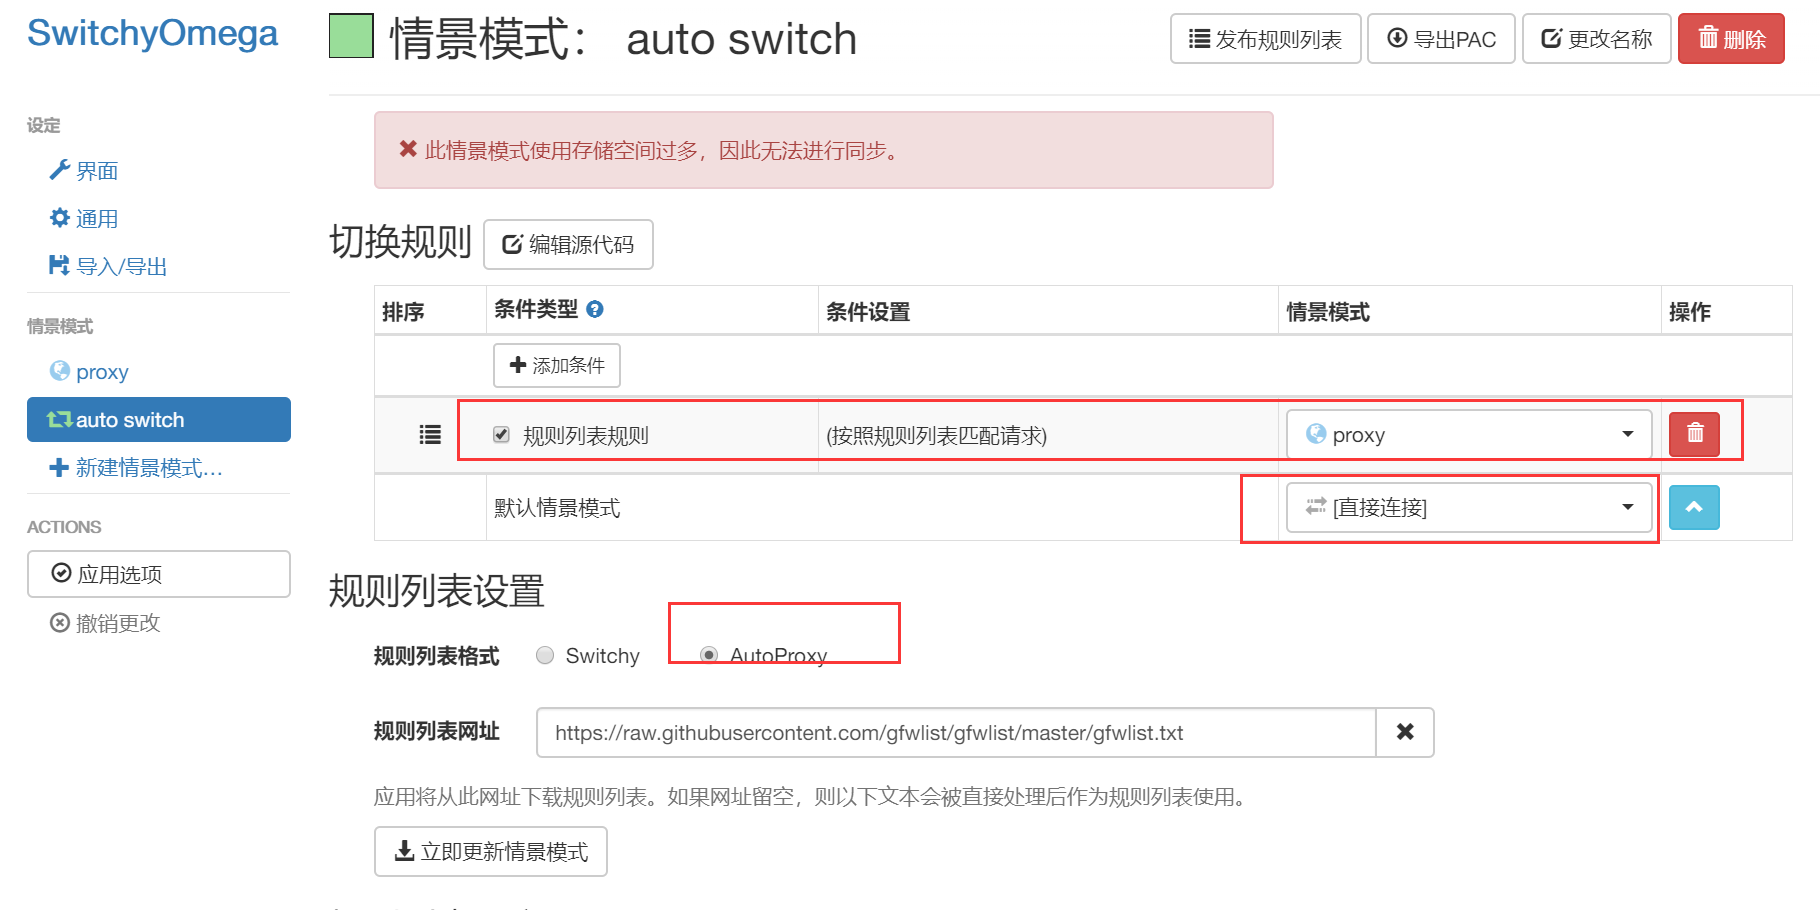 SwitchyOmega
情景模式： auto switch
发布规则列表
导出PAC
更改名称
删除
设定
界面
通用
导入/导出
情景模式
proxy
auto switch
新建情景模式…
ACTIONS
应用选项
撤销更改
此情景模式使用存储空间过多，因此无法进行同步。
切换规则
编辑源代码
排序 条件类型 条件设置 情景模式 操作
添加条件
规则列表规则 (按照规则列表匹配请求) proxy
默认情景模式 [直接连接]
规则列表设置
规则列表格式 Switchy AutoProxy
规则列表网址 https://raw.githubusercontent.com/gfwlist/gfwlist/master/gfwlist.txt
应用将从此网址下载规则列表。如果网址留空，则以下文本会被直接处理后作为规则列表使用。
立即更新情景模式